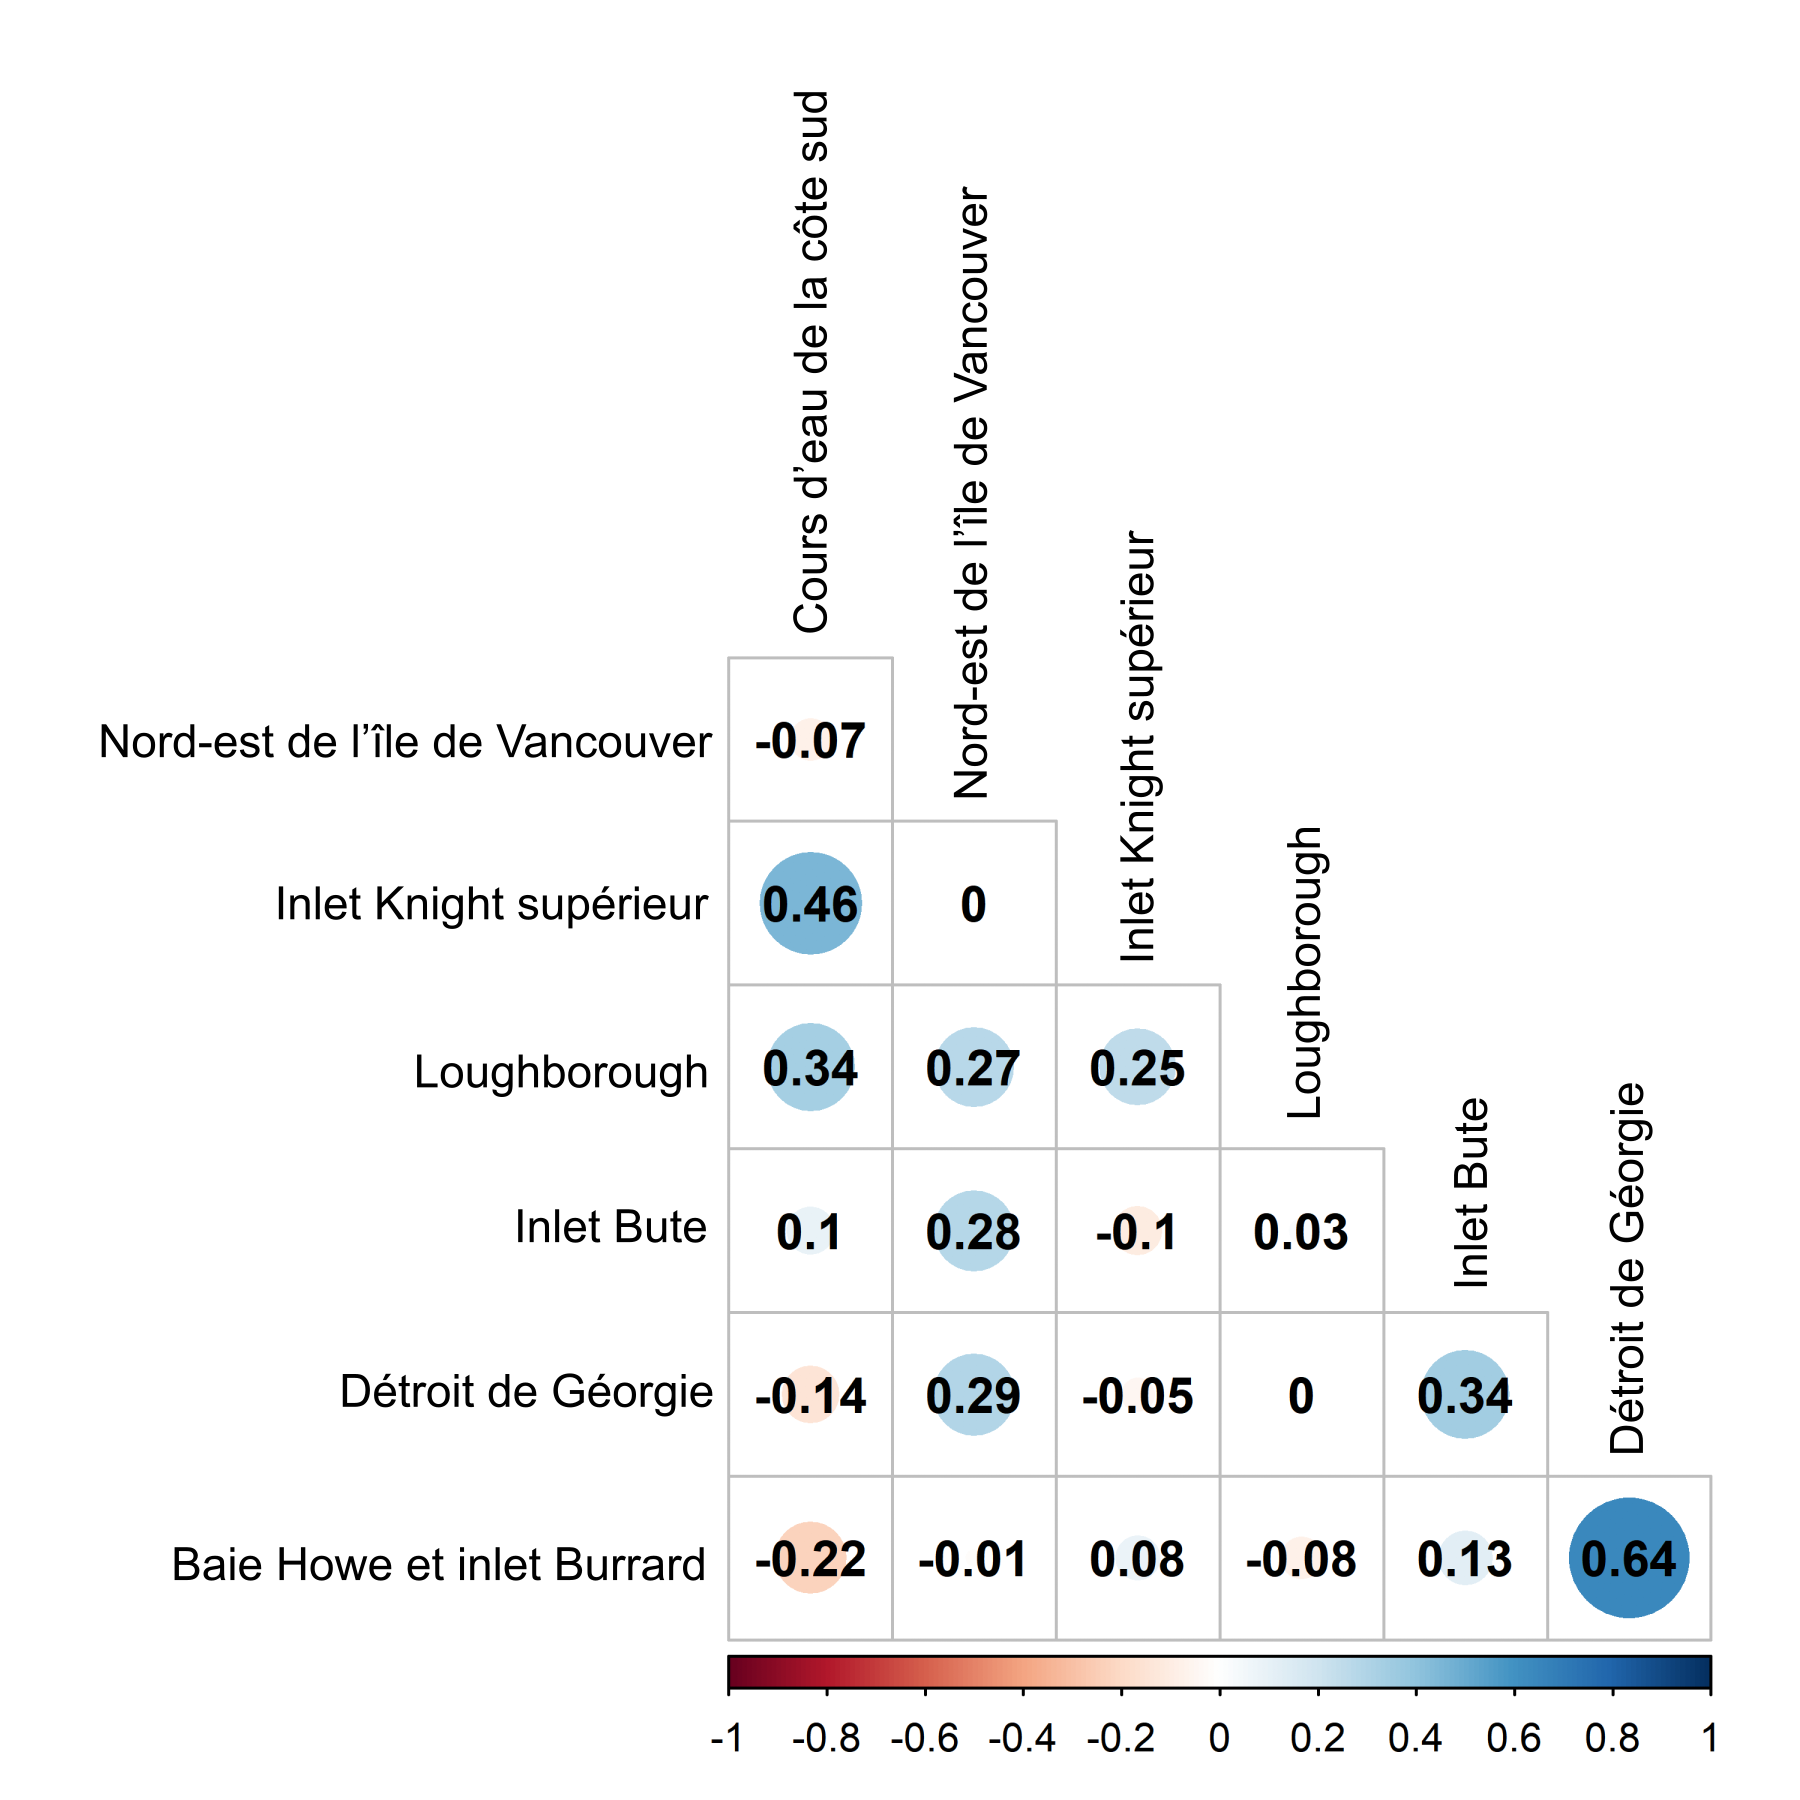 Cours d’eau de la côte sud
Nord-est de l’île de Vancouver
Inlet Knight supérieur
Loughborough
Inlet Bute
Détroit de Géorgie
Nord-est de l’île de Vancouver -0.07
Inlet Knight supérieur 0.46 0
Loughborough 0.34 0.27 0.25
Inlet Bute 0.1 0.28 -0.1 0.03
Détroit de Géorgie -0.14 0.29 -0.05 0 0.34
Baie Howe et inlet Burrard -0.22 -0.01 0.08 -0.08 0.13 0.64
-1 -0.8 -0.6 -0.4 -0.2 0 0.2 0.4 0.6 0.8 1